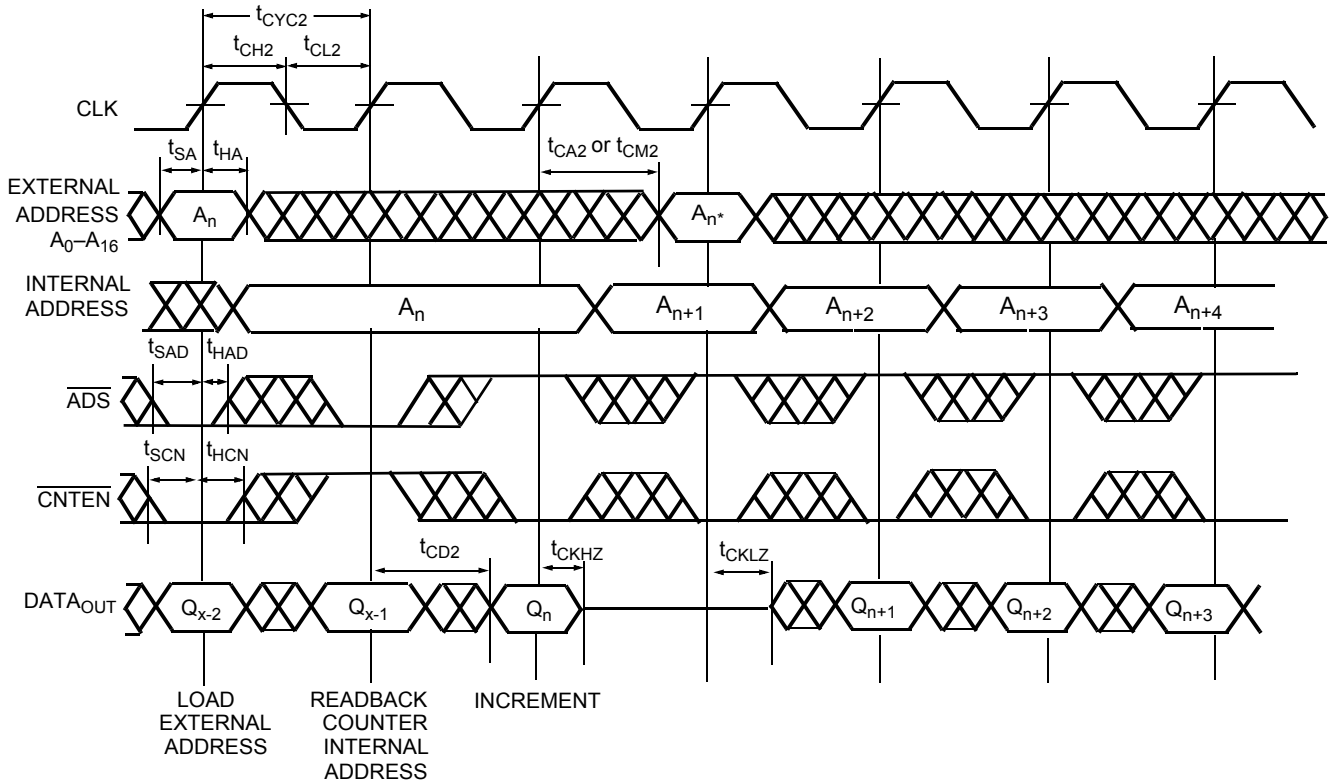 tCYC2
tCH2 tCL2
CLK
tSA tHA tCA2 or tCM2
EXTERNAL
ADDRESS
A0–A16
An An*
INTERNAL
ADDRESS
An An+1 An+2 An+3 An+4
tSAD tHAD
ADS
tSCN tHCN
CNTEN
tCD2 tCKHZ tCKLZ
DATAOUT
Qx-2 Qx-1 Qn Qn+1 Qn+2 Qn+3
LOAD
EXTERNAL
ADDRESS
READBACK
COUNTER
INTERNAL
ADDRESS
INCREMENT